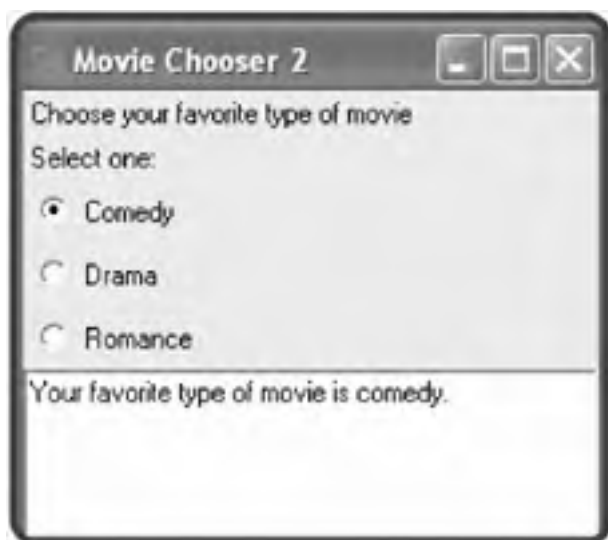 Movie Chooser 2
Choose your favorite type of movie
Select one:
Comedy
Drama
Romance
Your favorite type of movie is comedy.